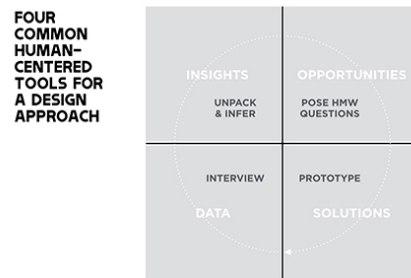 FOUR
COMMON
HUMAN-
CENTERED
TOOLS FOR
A DESIGN
APPROACH
INSIGHTS
OPPORTUNITIES
UNPACK
& INFER
POSE HMW
QUESTIONS
INTERVIEW
PROTOTYPE
DATA
SOLUTIONS